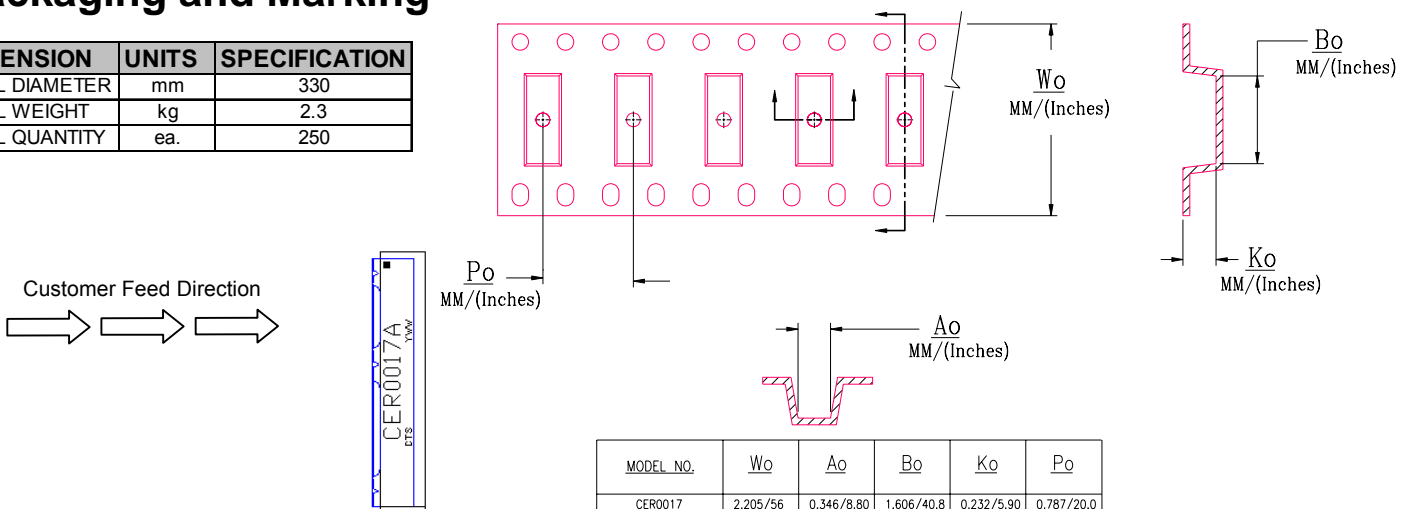 ackaging and Marking
ENSION UNITS SPECIFICATION
L DIAMETER mm 330
L WEIGHT kg 2.3
L QUANTITY ea. 250
Wo
MM/(Inches)
Bo
MM/(Inches)
Po
MM/(Inches)
Ko
MM/(Inches)
Customer Feed Direction
CER0017A
YWW
CTS
Ao
MM/(Inches)
MODEL NO. Wo Ao Bo Ko Po
CER0017 2.205/56 0.346/8.80 1.606/40.8 0.232/5.90 0.787/20.0